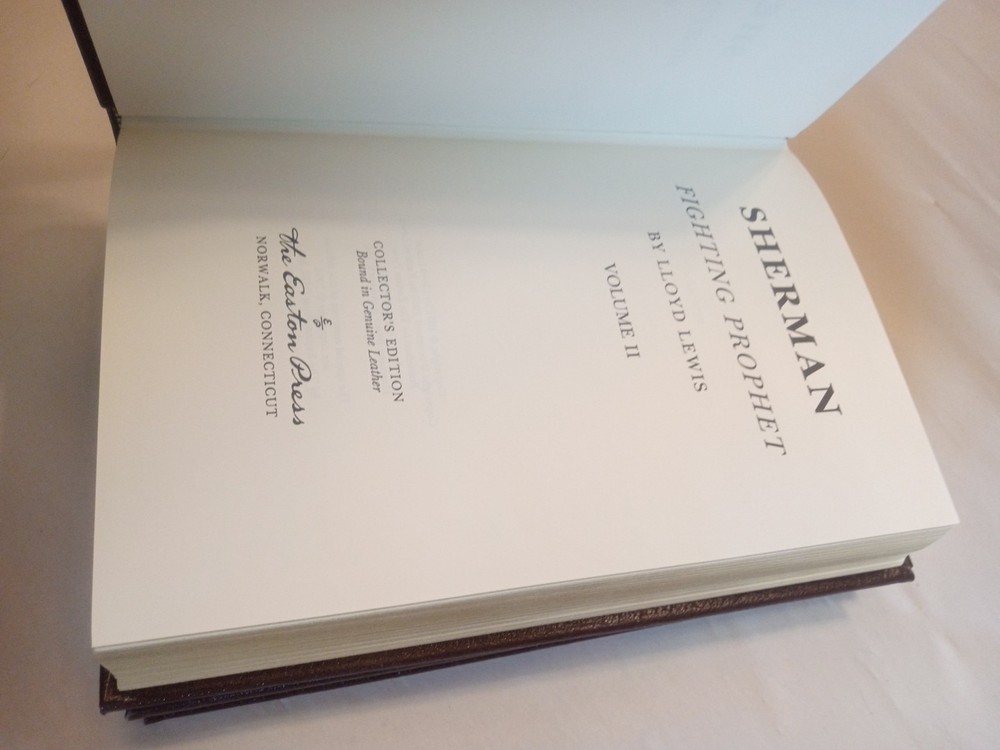 SHERMAN
FIGHTING PROPHET
BY LLOYD LEWIS
VOLUME II
COLLECTOR'S EDITION
Bound in Genuine Leather
The Easton Press
NORWALK, CONNECTICUT